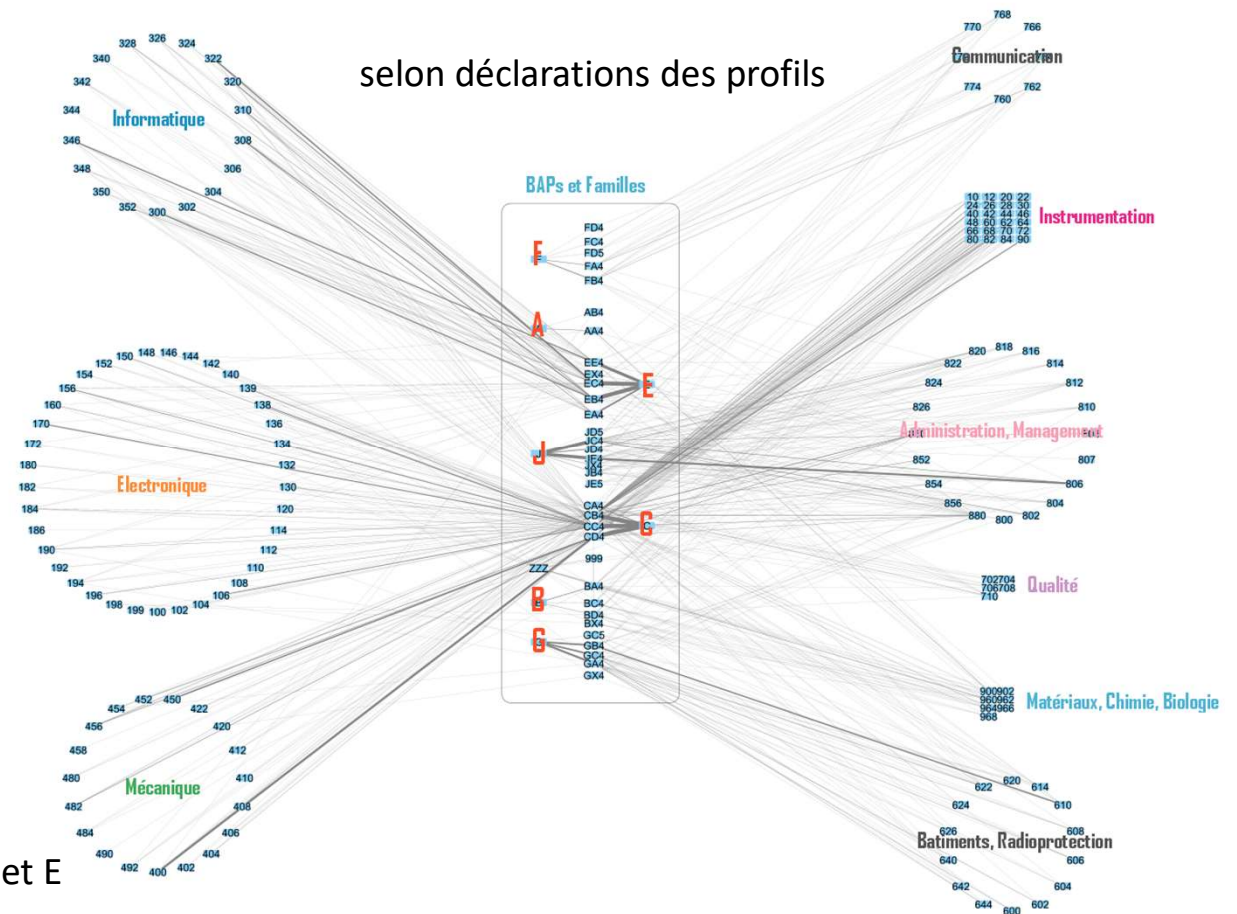 selon déclarations des profils
Informatique
326
328
324
340
322
342
320
344
310
346
308
348
306
350
304
352
300
302
Electronique
150
148
146
144
152
142
154
140
156
139
160
138
170
136
172
134
180
132
182
130
184
120
186
114
190
112
192
110
194
108
196
106
198
199
100
102
104
Mécanique
454
452
450
422
456
420
458
412
480
410
482
408
484
406
490
404
492
400
402
et E
BAPs et Familles
F
A
E
J
C
B
G
FD4
FC4
FD5
FA4
FB4
AB4
AA4
EE4
EX4
EC4
EB4
EA4
JD5
JC4
JD4
JX4
JB4
JE5
CA4
CB4
CC4
CD4
999
ZZZ
BA4
BC4
BD4
BX4
GC5
GB4
GC4
GA4
GX4
Communication
768
770
766
774
762
760
Instrumentation
10 12 20 22
24 26 28 30
40 42 44 46
48 60 62 64
66 68 70 72
80 82 84 90
Administration, Management
820
818
816
822
814
824
812
826
810
852
807
854
806
856
804
880
800
802
Qualité
702704
706708
710
Matériaux, Chimie, Biologie
900902
960962
964966
968
Batiments, Radioprotection
622
620
614
624
610
626
608
640
606
642
604
644
600
602